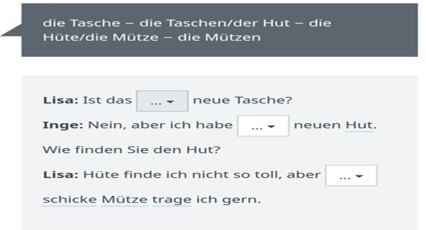 die Tasche – die Taschen/der Hut – die
Hüte/die Mütze – die Mützen
Lisa: Ist das ... neue Tasche?
Inge: Nein, aber ich habe ... neuen Hut.
Wie finden Sie den Hut?
Lisa: Hüte finde ich nicht so toll, aber ...
schicke Mütze trage ich gern.